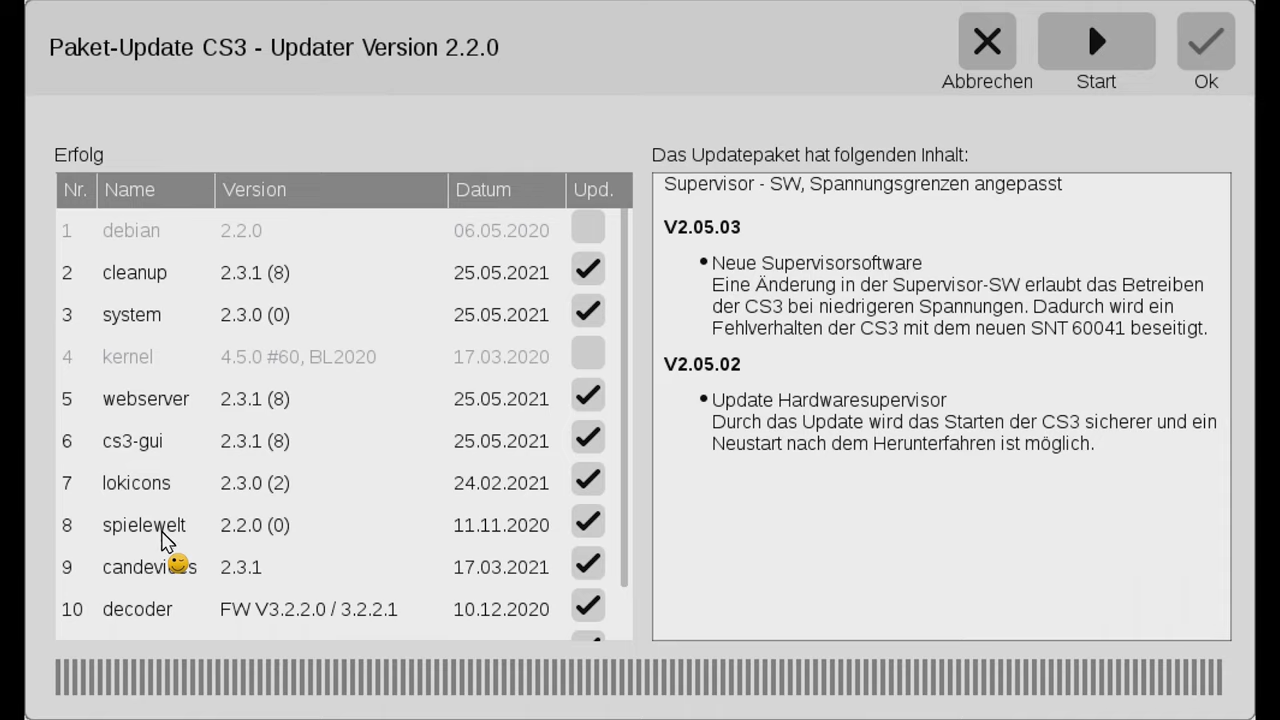 Paket-Update CS3 - Updater Version 2.2.0
Abbrechen
Start
Ok
Erfolg
Nr. Name Version Datum Upd.
1 debian 2.2.0 06.05.2020
2 cleanup 2.3.1 (8) 25.05.2021
3 system 2.3.0 (0) 25.05.2021
4 kernel 4.5.0 #60, BL2020 17.03.2020
5 webserver 2.3.1 (8) 25.05.2021
6 cs3-gui 2.3.1 (8) 25.05.2021
7 lokicons 2.3.0 (2) 24.02.2021
8 spielewelt 2.2.0 (0) 11.11.2020
9 2.3.1 17.03.2021
10 decoder FW V3.2.2.0 / 3.2.2.1 10.12.2020
Das Updatepaket hat folgenden Inhalt:
Supervisor - SW, Spannungsgrenzen angepasst
V2.05.03
• Neue Supervisorsoftware
Eine Änderung in der Supervisor-SW erlaubt das Betreiben
der CS3 bei niedrigeren Spannungen. Dadurch wird ein
Fehlverhalten der CS3 mit dem neuen SNT 60041 beseitigt.
V2.05.02
• Update Hardwaresupervisor
Durch das Update wird das Starten der CS3 sicherer und ein
Neustart nach dem Herunterfahren ist möglich.